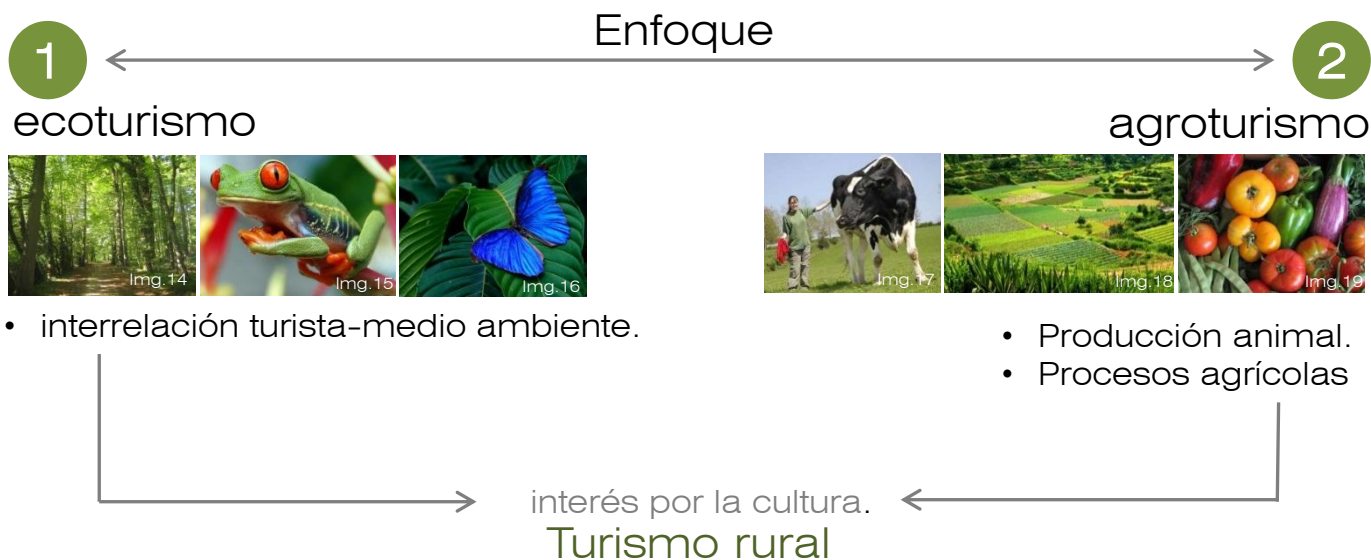 Enfoque
1
2
ecoturismo
agroturismo
Img.14
Img.15
Img.16
Img.17
Img.18
Img.19
• interrelación turista-medio ambiente.
• Producción animal.
• Procesos agrícolas
interés por la cultura.
Turismo rural